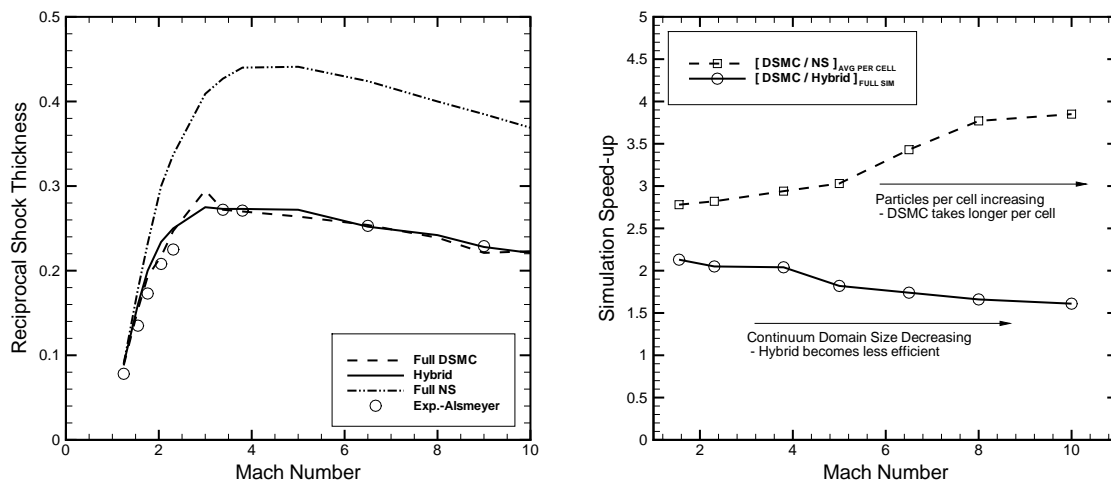 Reciprocal Shock Thickness
0.5
0.4
0.3
0.2
0.1
0
0 2 4 6 8 10
Mach Number
Full DSMC
Hybrid
Full NS
Exp.-Alsmeyer
Simulation Speed-up
5
4.5
4
3.5
3
2.5
2
1.5
1
0.5
0
2 4 6 8 10
Mach Number
[ DSMC / NS ]AVG PER CELL
[ DSMC / Hybrid ]FULL SIM
Particles per cell increasing
- DSMC takes longer per cell
Continuum Domain Size Decreasing
- Hybrid becomes less efficient